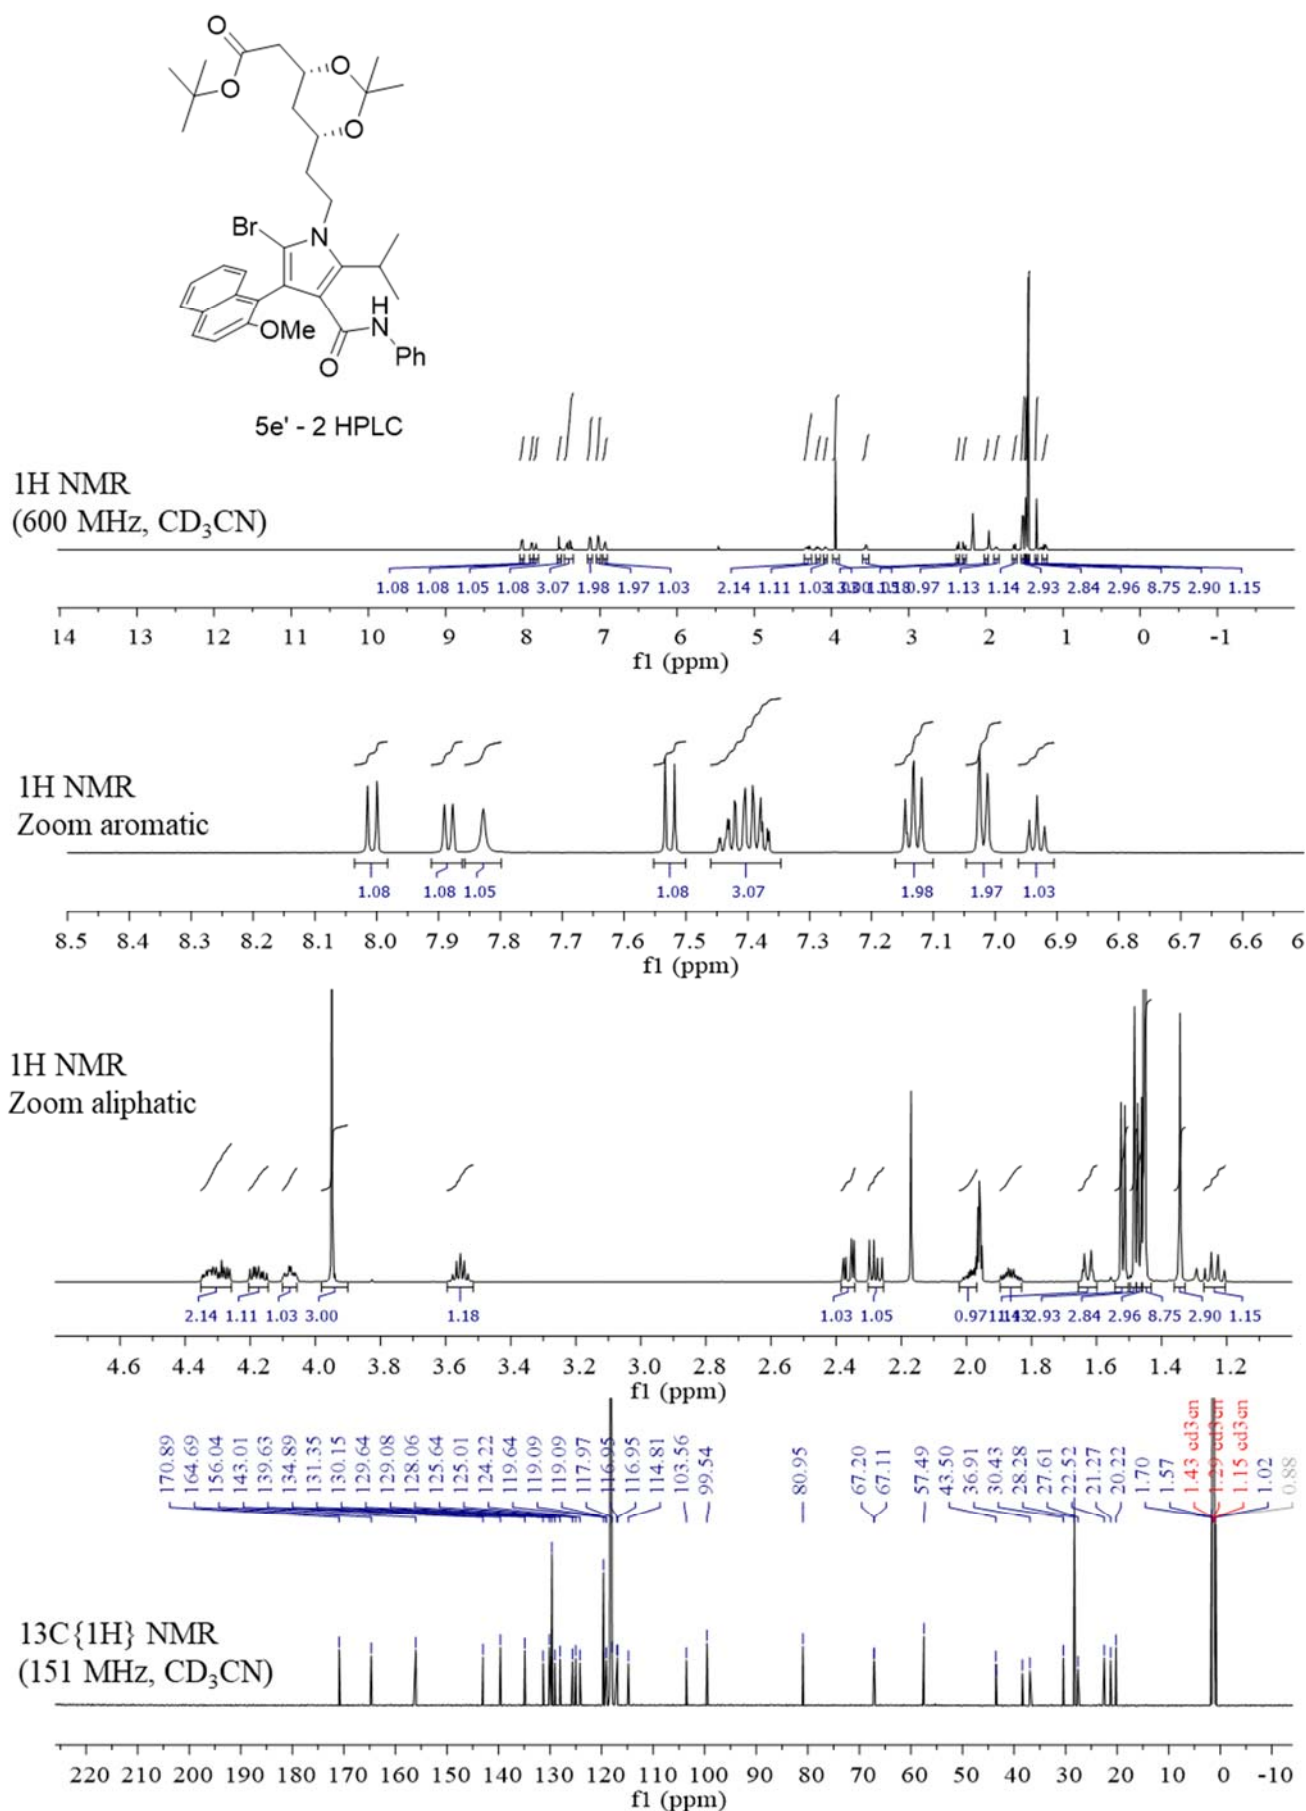 O
O
O
O
Br
N
OMe
H
N
O
Ph
5e' - 2 HPLC
1H NMR
(600 MHz, CD₃CN)
1.08 1.08 1.05 1.08 3.07 1.98 1.97 1.03 2.14 1.11 1.03 0.97 1.13 1.14 2.93 2.84 2.96 8.75 2.90 1.15
14 13 12 11 10 9 8 7 6 5 4 3 2 1 0 -1
f1 (ppm)
1H NMR
Zoom aromatic
1.08 1.08 1.05 1.08 3.07 1.98 1.97 1.03
8.5 8.4 8.3 8.2 8.1 8.0 7.9 7.8 7.7 7.6 7.5 7.4 7.3 7.2 7.1 7.0 6.9 6.8 6.7 6.6 6
f1 (ppm)
1H NMR
Zoom aliphatic
2.14 1.11 1.03 3.00 1.18 1.03 1.05 0.97 2.93 2.84 2.96 8.75 2.90 1.15
4.6 4.4 4.2 4.0 3.8 3.6 3.4 3.2 3.0 2.8 2.6 2.4 2.2 2.0 1.8 1.6 1.4 1.2
f1 (ppm)
170.89
164.69
156.04
143.01
139.63
134.89
131.35
130.15
129.64
129.08
128.06
125.64
125.01
124.22
119.64
119.09
119.09
117.97
116.95
116.95
114.81
103.56
99.54
80.95
67.20
67.11
57.49
43.50
36.91
30.43
28.28
27.61
22.52
21.27
20.22
1.70
1.57
1.43 cd3cn
1.29 cd3cn
1.15 cd3cn
1.02
0.88
13C{1H} NMR
(151 MHz, CD₃CN)
220 210 200 190 180 170 160 150 140 130 120 110 100 90 80 70 60 50 40 30 20 10 0 -10
f1 (ppm)